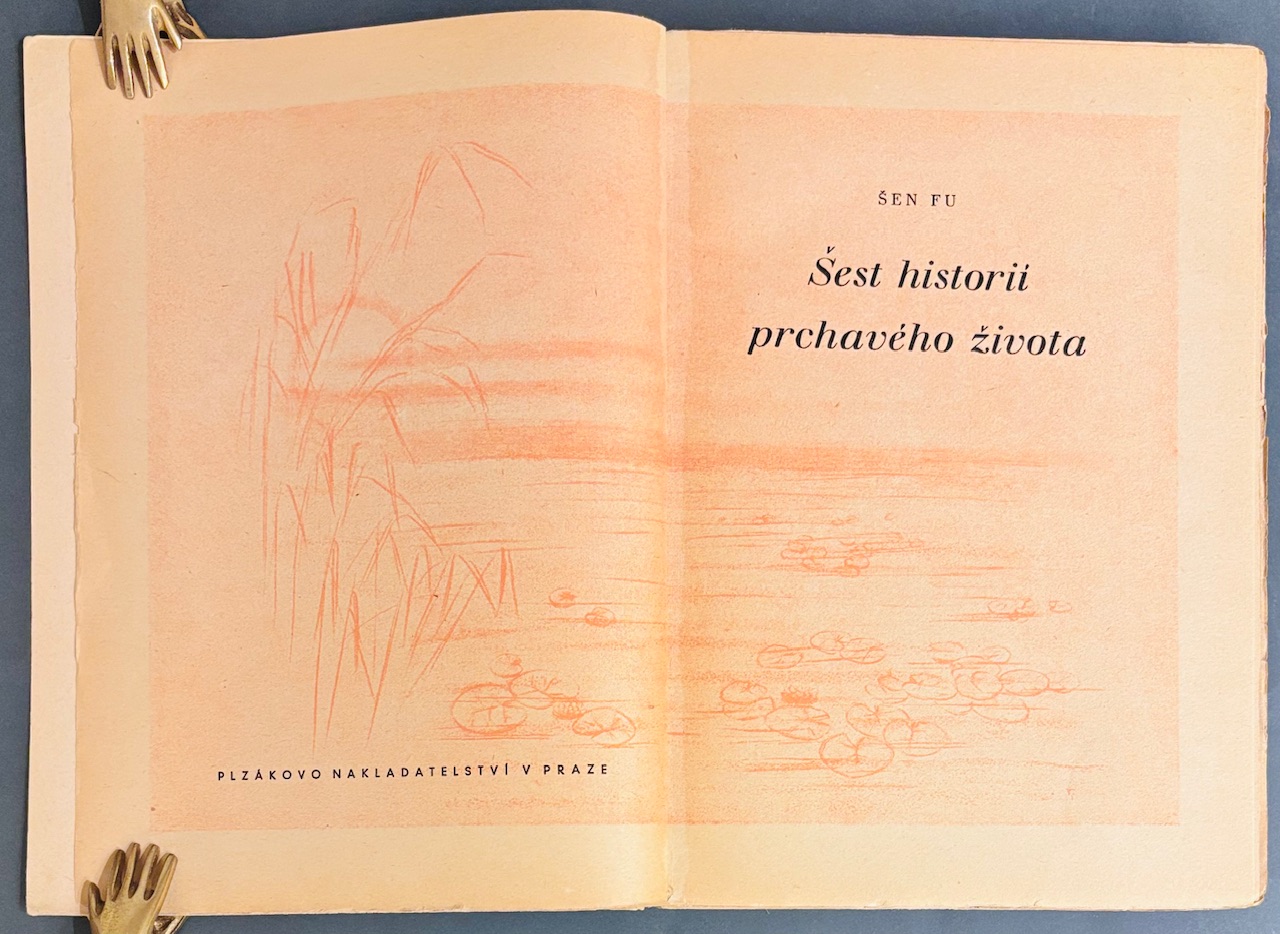 PLZÁKOVO NAKLADATELSTVÍ V PRAZE
ŠEN FU
Šest historií
prchavého života